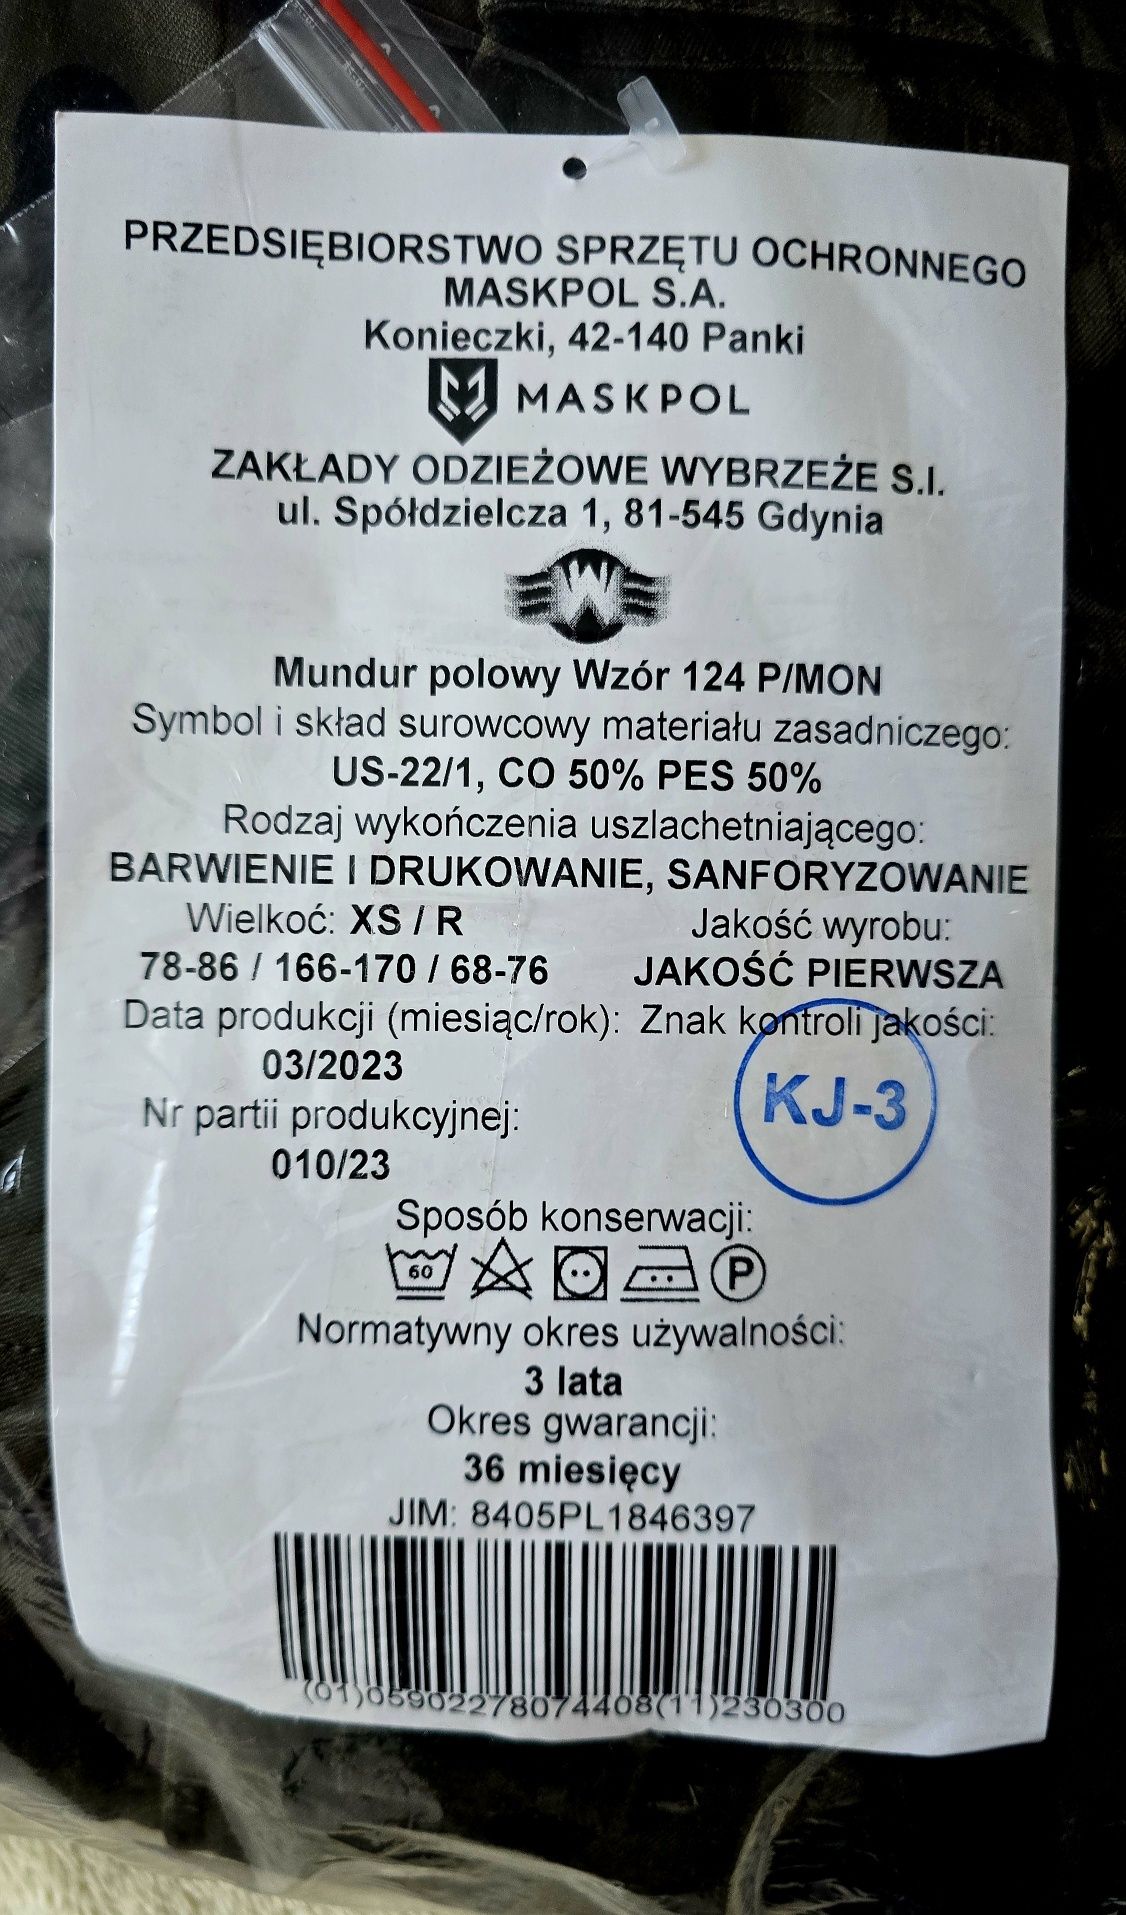 PRZEDSIĘBIORSTWO SPRZĘTU OCHRONNEGO
MASKPOL S.A.
Konieczki, 42-140 Panki
MASKPOL
ZAKŁADY ODZIEŻOWE WYBRZEŻE S.I.
ul. Spółdzielcza 1, 81-545 Gdynia
W
Mundur polowy Wzór 124 P/MON
Symbol i skład surowcowy materiału zasadniczego:
US-22/1, CO 50% PES 50%
Rodzaj wykończenia uszlachetniającego:
BARWIENIE I DRUKOWANIE, SANFORYZOWANIE
Wielkoć: XS / R Jakość wyrobu:
78-86 / 166-170 / 68-76 JAKOŚĆ PIERWSZA
Data produkcji (miesiąc/rok): Znak kontroli jakości:
03/2023
KJ-3
Nr partii produkcyjnej:
010/23
Sposób konserwacji:
60 P
Normatywny okres używalności:
3 lata
Okres gwarancji:
36 miesięcy
JIM: 8405PL1846397
(01)05902278074408(11)230300